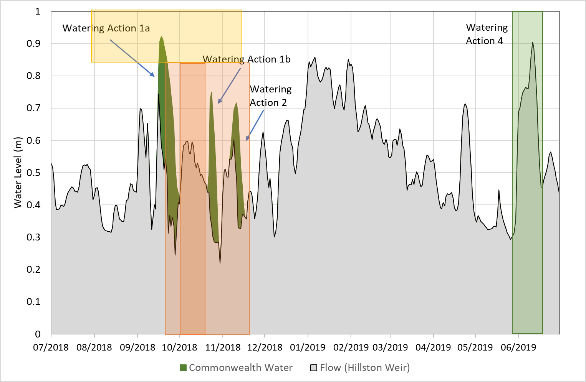 Watering Action 1a
Watering Action 1b
Watering
Action 2
Watering
Action 4
Water Level (m)
1
0.9
0.8
0.7
0.6
0.5
0.4
0.3
0.2
0.1
0
07/2018 08/2018 09/2018 10/2018 11/2018 12/2018 01/2019 02/2019 03/2019 04/2019 05/2019 06/2019
Commonwealth Water Flow (Hillston Weir)